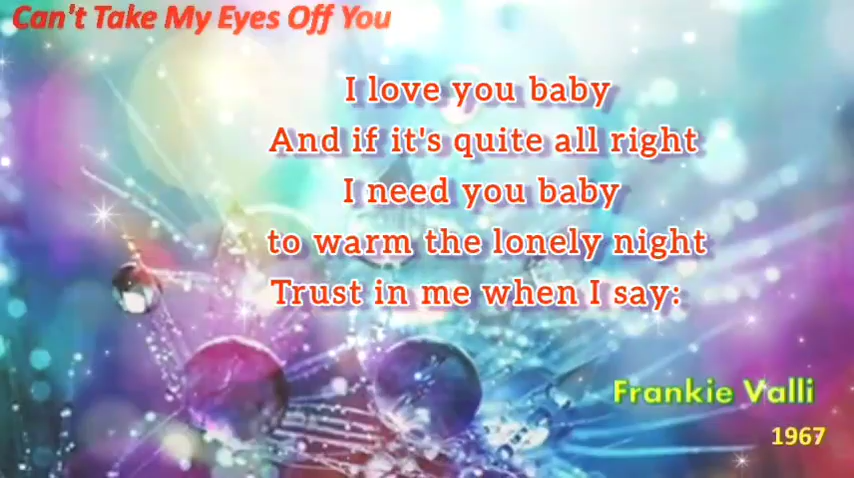 Can't Take My Eyes Off You
I love you baby
And if it's quite all right
I need you baby
to warm the lonely night
Trust in me when I say:
Frankie Valli
1967